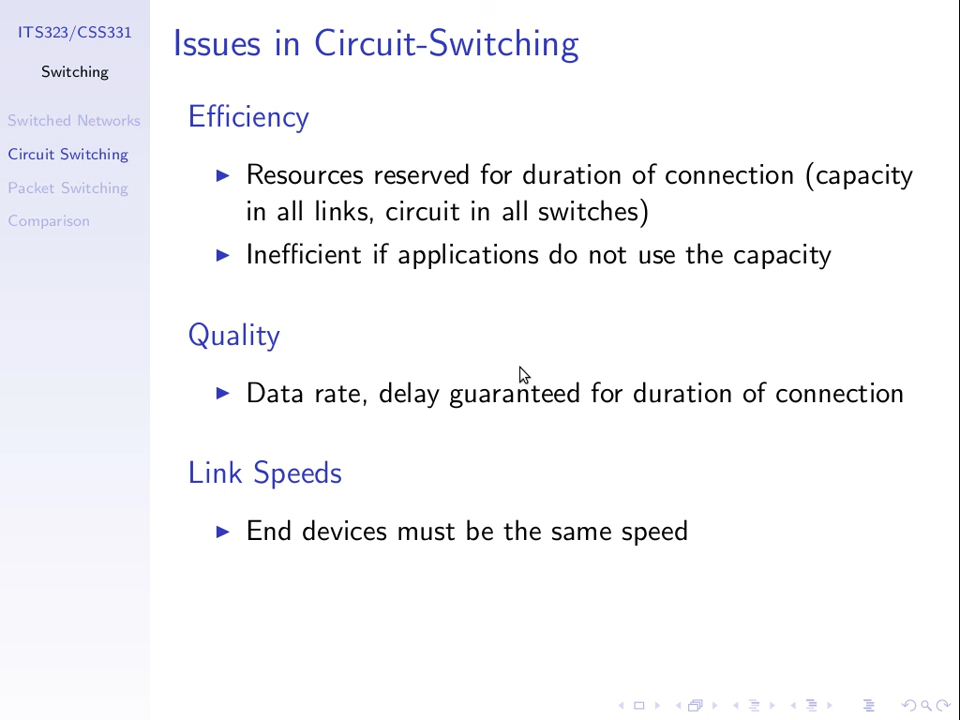 ITS323/CSS331
Switching
Switched Networks
Circuit Switching
Packet Switching
Comparison
Issues in Circuit-Switching
Efficiency
Resources reserved for duration of connection (capacity
in all links, circuit in all switches)
Inefficient if applications do not use the capacity
Quality
Data rate, delay guaranteed for duration of connection
Link Speeds
End devices must be the same speed